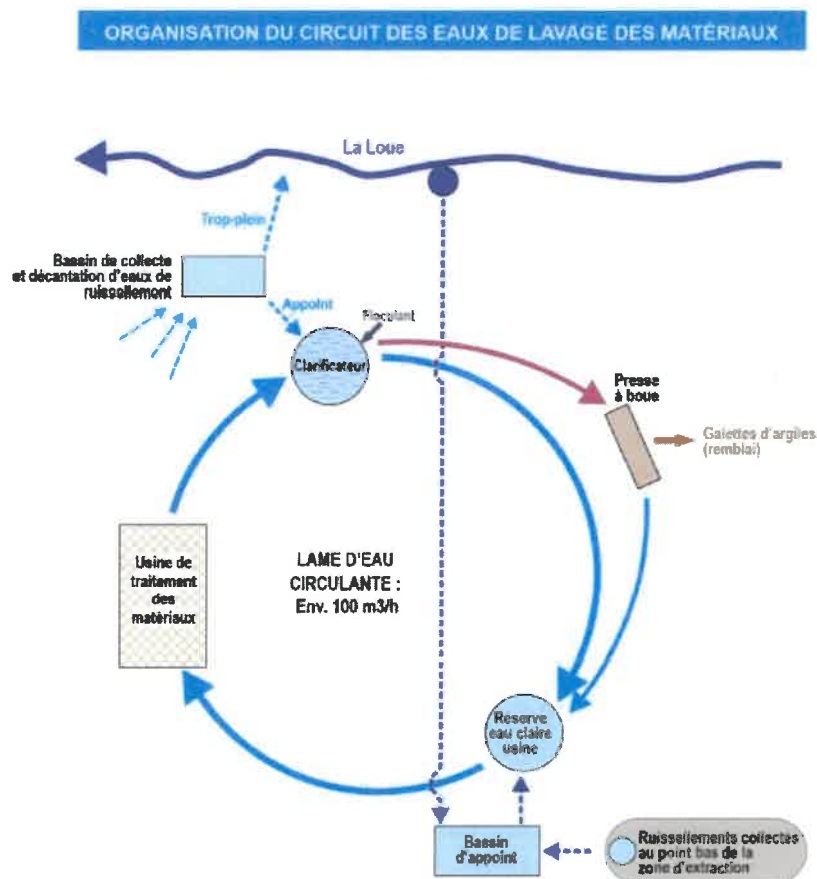 ORGANISATION DU CIRCUIT DES EAUX DE LAVAGE DES MATÉRIAUX
La Loue
Trop-plein
Bassin de collecte
et décantation d'eaux de
ruissellement
Appoint
Floculant
Clarificateur
Presse
à boue
Galettes d'argiles
(remblai)
Usine de
traitement
des
matériaux
LAME D'EAU
CIRCULANTE :
Env. 100 m3/h
Réserve
eau claire
usine
Bassin
d'appoint
Ruissellements collectés
au point bas de la
zone d'extraction